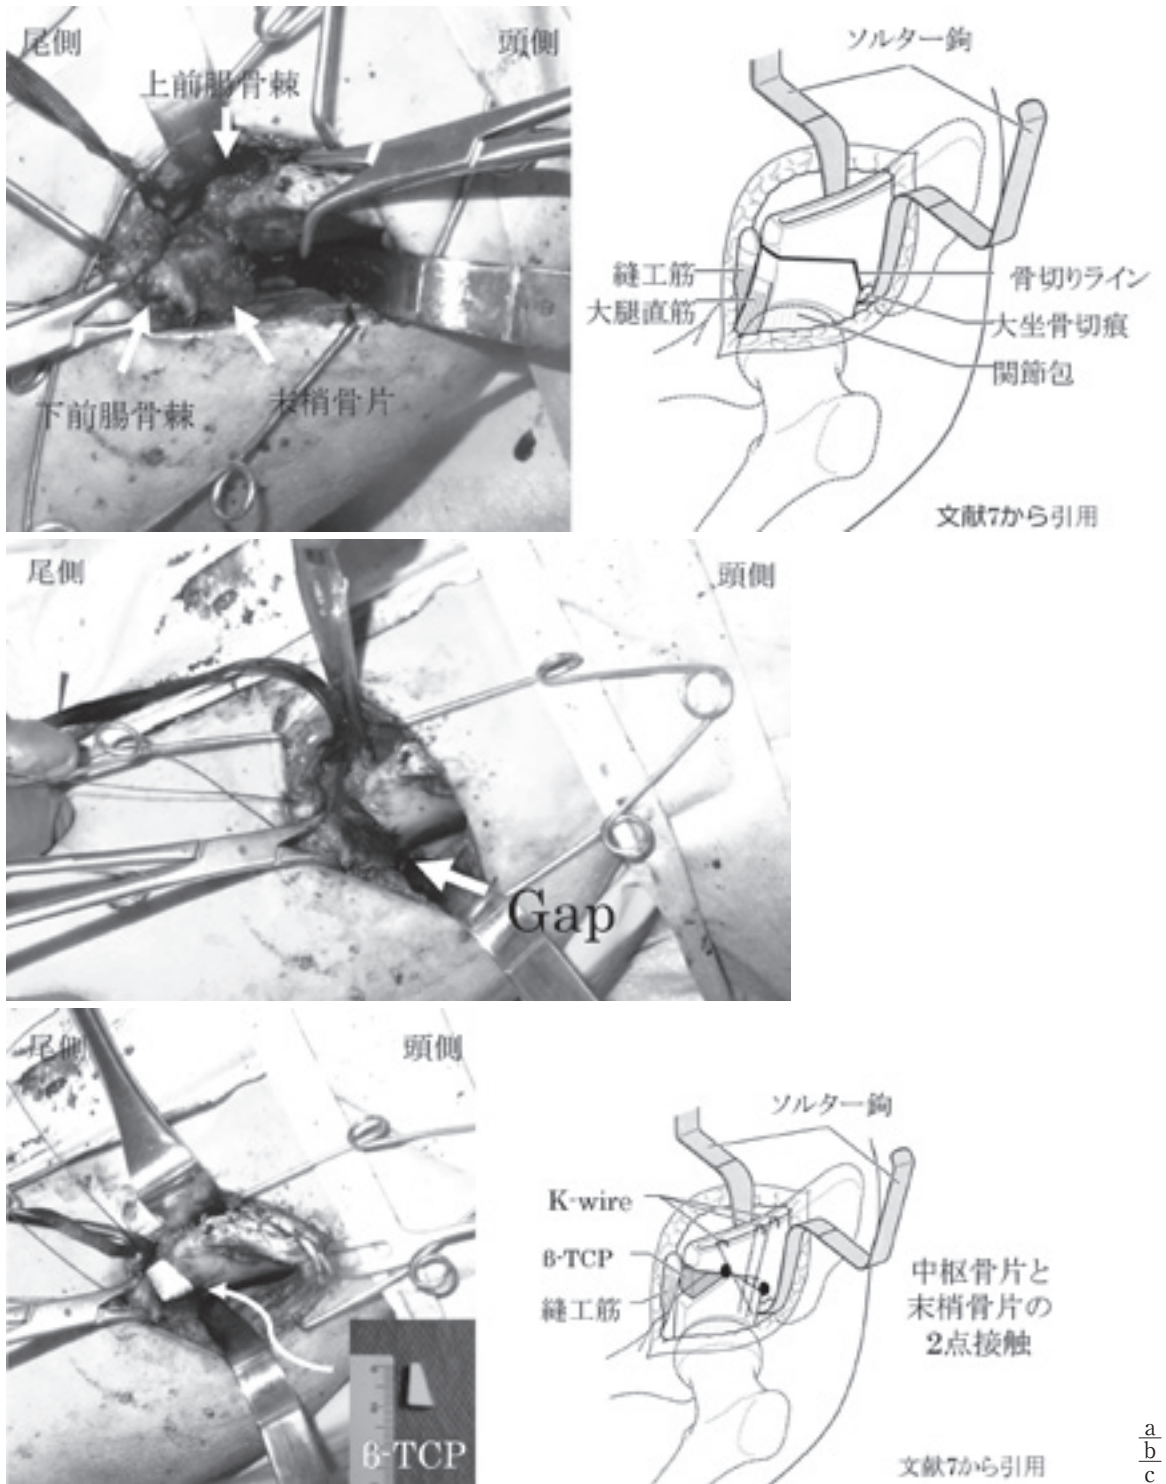 尾側
頭側
上前腸骨棘
下前腸骨棘
末梢骨片
ソルター鉤
縫工筋
大腿直筋
骨切りライン
大坐骨切痕
関節包
文献7から引用
尾側
頭側
Gap
尾側
頭側
β-TCP
ソルター鉤
K-wire
β-TCP
縫工筋
中枢骨片と
末梢骨片の
2点接触
文献7から引用
a
b
c